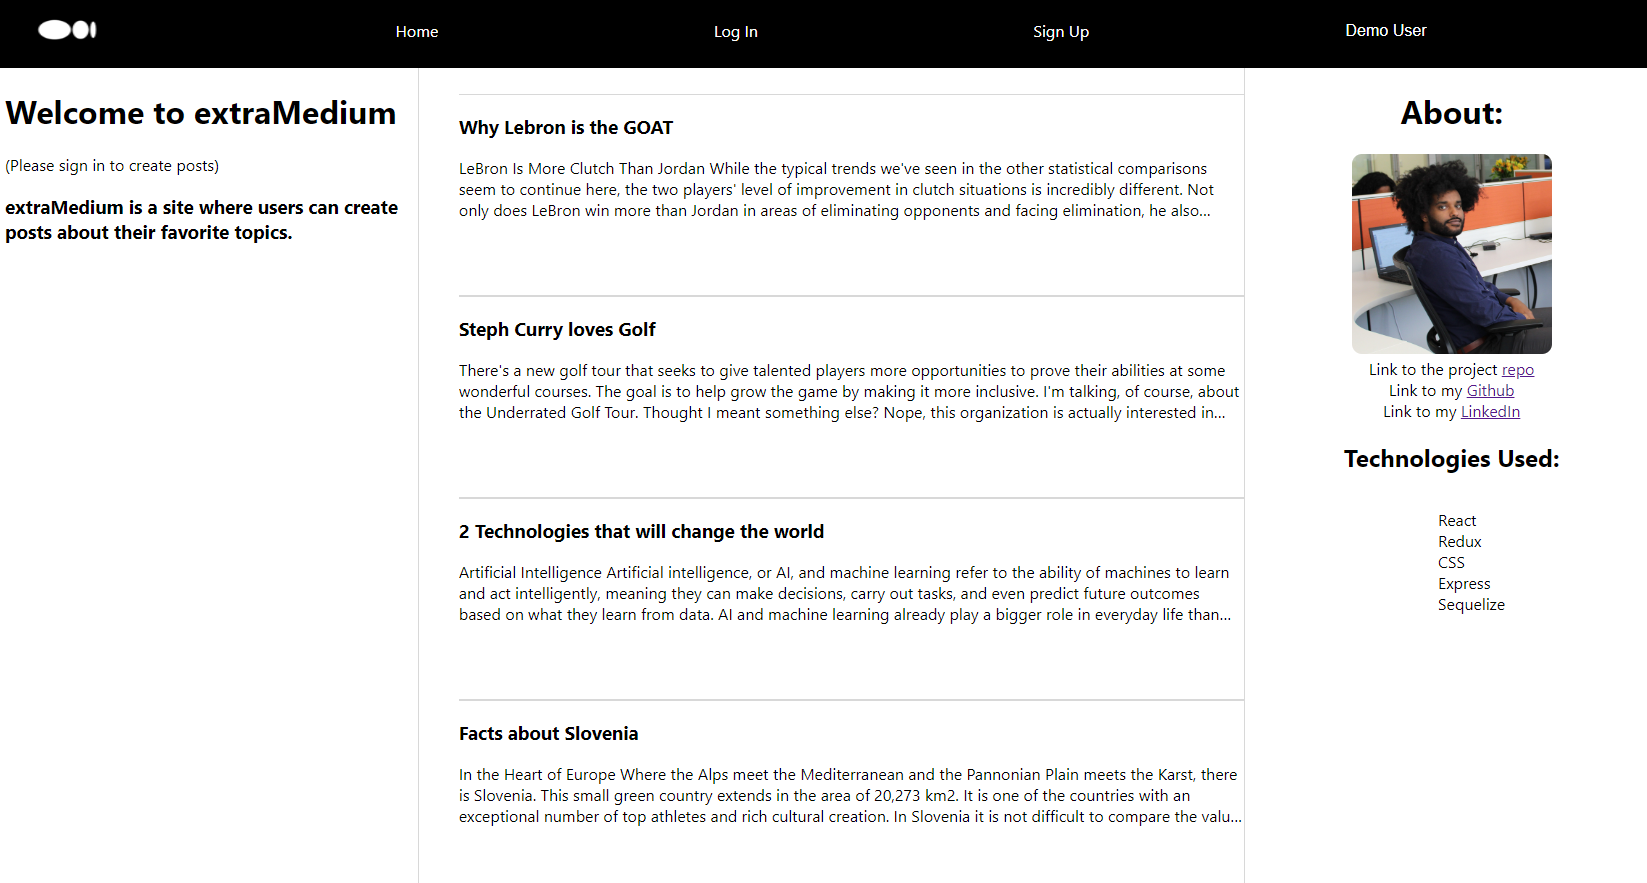 Home
Log In
Sign Up
Demo User
Welcome to extraMedium
(Please sign in to create posts)
extraMedium is a site where users can create
posts about their favorite topics.
Why Lebron is the GOAT
LeBron Is More Clutch Than Jordan While the typical trends we've seen in the other statistical comparisons
seem to continue here, the two players' level of improvement in clutch situations is incredibly different. Not
only does LeBron win more than Jordan in areas of eliminating opponents and facing elimination, he also...
Steph Curry loves Golf
There's a new golf tour that seeks to give talented players more opportunities to prove their abilities at some
wonderful courses. The goal is to help grow the game by making it more inclusive. I'm talking, of course, about
the Underrated Golf Tour. Thought I meant something else? Nope, this organization is actually interested in...
2 Technologies that will change the world
Artificial Intelligence Artificial intelligence, or AI, and machine learning refer to the ability of machines to learn
and act intelligently, meaning they can make decisions, carry out tasks, and even predict future outcomes
based on what they learn from data. AI and machine learning already play a bigger role in everyday life than...
Facts about Slovenia
In the Heart of Europe Where the Alps meet the Mediterranean and the Pannonian Plain meets the Karst, there
is Slovenia. This small green country extends in the area of 20,273 km2. It is one of the countries with an
exceptional number of top athletes and rich cultural creation. In Slovenia it is not difficult to compare the valu...
About:
Link to the project repo
Link to my Github
Link to my LinkedIn
Technologies Used:
React
Redux
CSS
Express
Sequelize